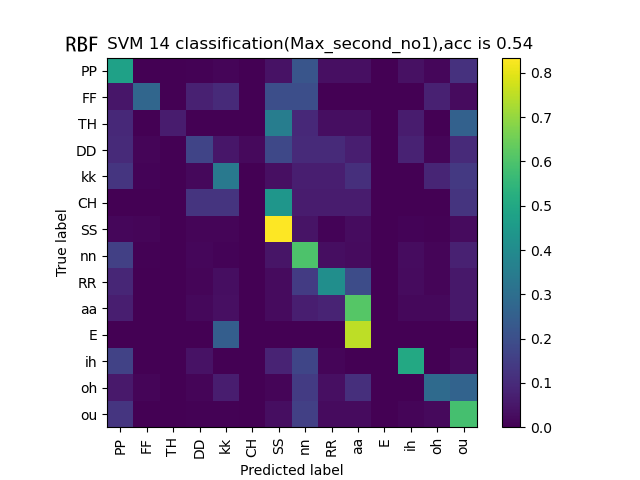 RBF SVM 14 classification(Max_second_no1),acc is 0.54
PP
FF
TH
DD
kk
CH
SS
nn
RR
aa
E
ih
oh
ou
True label
PP FF TH DD kk CH SS nn RR aa E ih oh ou
Predicted label
0.8
0.7
0.6
0.5
0.4
0.3
0.2
0.1
0.0